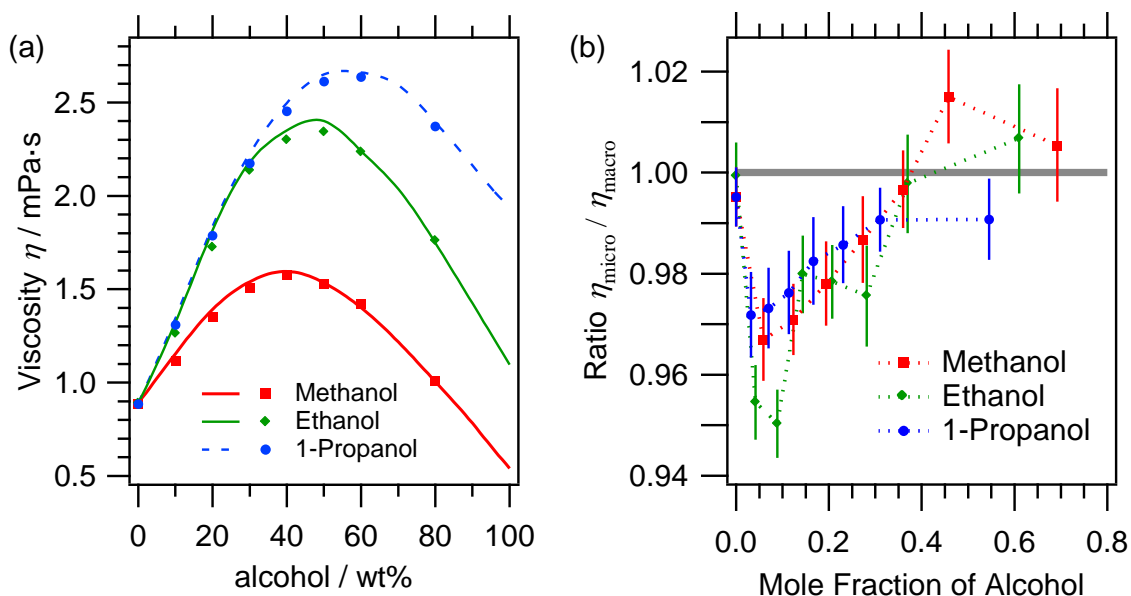 (a)
Viscosity η / mPa·s
2.5
2.0
1.5
1.0
0.5
Methanol
Ethanol
1-Propanol
0 20 40 60 80 100
alcohol / wt%
(b)
Ratio ηmicro / ηmacro
1.02
1.00
0.98
0.96
0.94
Methanol
Ethanol
1-Propanol
0.0 0.2 0.4 0.6 0.8
Mole Fraction of Alcohol